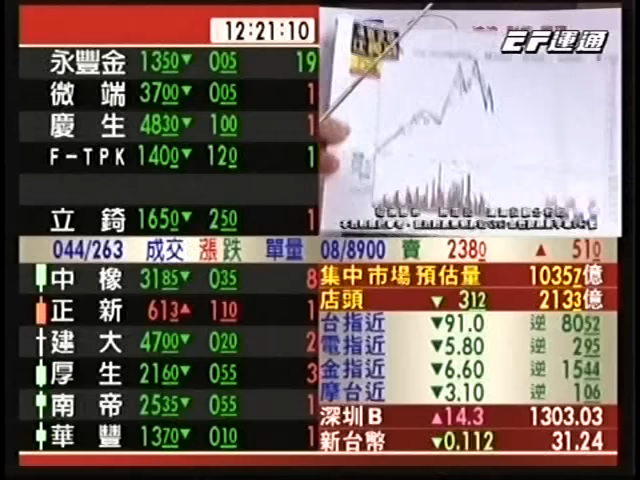 12:21:10
EF運通
永豐金 1350▼ 005 19
微端 3700▼ 005 1
慶生 4830▼ 100 1
F-TPK 1400▼ 120 1
立錡 1650▼ 250 1
044/263 成交 漲跌 單量 08/8900 賣 2380 ▲ 510
中橡 3185▼ 035 8
正新 613▲ 110 1
建大 4700▼ 020 2
厚生 2160▼ 055 3
南帝 2535▼ 055 1
華豐 1370▼ 010 1
集中市場預估量 10357億
店頭 ▼ 312 2133億
台指近 ▼91.0 逆 8052
電指近 ▼5.80 逆 295
金指近 ▼6.60 逆 1544
摩台近 ▼3.10 逆 106
深圳B ▲14.3 1303.03
新台幣 ▼0.112 31.24